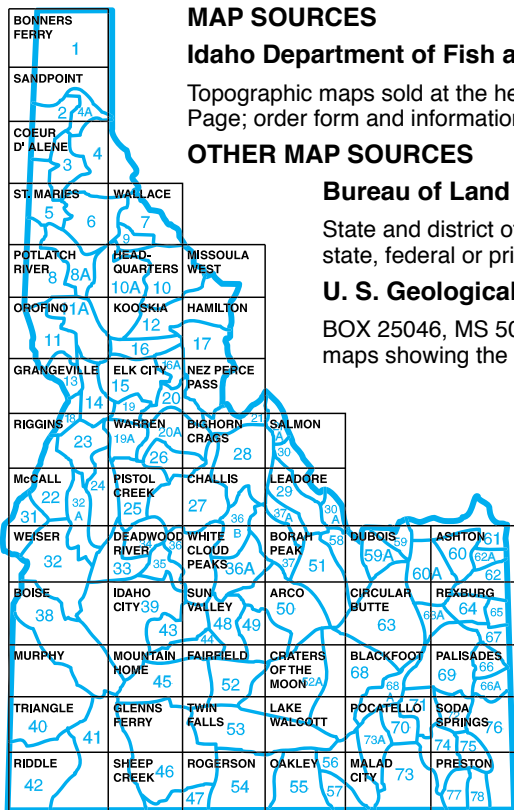 MAP SOURCES
Idaho Department of Fish a
Topographic maps sold at the he
Page; order form and information
OTHER MAP SOURCES
Bureau of Land
State and district of
state, federal or pri
U. S. Geological
BOX 25046, MS 50
maps showing the
BONNERS
FERRY
1
SANDPOINT
2 4A
COEUR
D' ALENE
3 4
ST. MARIES WALLACE
5 6 7
9
POTLATCH HEAD- MISSOULA
RIVER QUARTERS WEST
8 8A 10A 10
OROFINO 11A KOOSKIA HAMILTON
11 12 17
16
GRANGEVILLE ELK CITY 16A NEZ PERCE
13 15 PASS
14 19 20
RIGGINS 18 WARREN 20A BIGHORN 21 SALMON
23 19A CRAGS
26 28 30
McCALL PISTOL CHALLIS LEADORE
22 24 CREEK 29
32 A 25 27 37A 30 A
31 36 B
WEISER DEADWOOD 34 36 WHITE BORAH 58 DUBOIS 59 ASHTON 61
RIVER CLOUD PEAK 59A 60 62A
32 33 35 PEAKS 36A 37 51 60A 62
BOISE IDAHO SUN ARCO CIRCULAR REXBURG
CITY 39 VALLEY 50 BUTTE 64 65
38 43 48 49 63 63A
44 67
MURPHY MOUNTAIN FAIRFIELD CRATERS BLACKFOOT PALISADES
HOME OF THE 68 69 66
45 52 MOON 52A 68 66A
TRIANGLE GLENNS TWIN LAKE POCATELLO 71 SODA
40 FERRY FALLS WALCOTT 70 SPRINGS 76
41 53 73A 74 75
RIDDLE SHEEP ROGERSON OAKLEY 56 MALAD PRESTON
CREEK 46 CITY 73
42 47 54 55 57 77 78